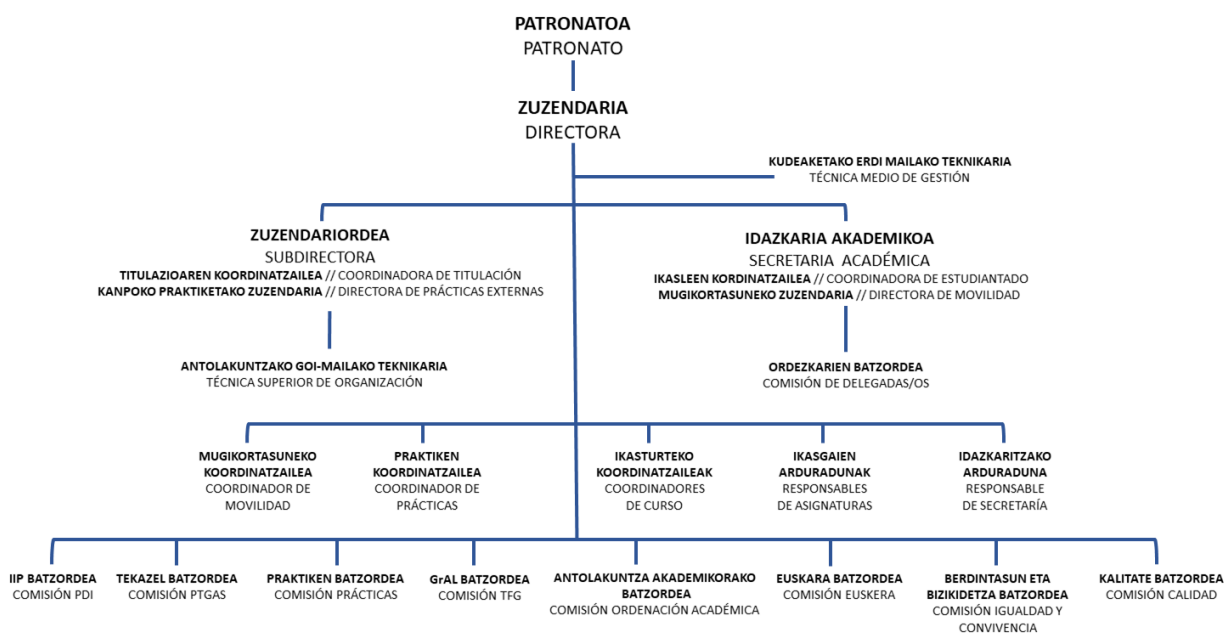 PATRONATOA
PATRONATO
ZUZENDARIA
DIRECTORA
KUDEAKETAKO ERDI MAILAKO TEKNIKARIA
TÉCNICA MEDIO DE GESTIÓN
ZUZENDARIORDEA
SUBDIRECTORA
TITULAZIOAREN KOORDINATZAILEA // COORDINADORA DE TITULACIÓN
KANPOKO PRAKTIKETAKO ZUZENDARIA // DIRECTORA DE PRÁCTICAS EXTERNAS
IDAZKARIA AKADEMIKOA
SECRETARIA ACADÉMICA
IKASLEEN KORDINATZAILEA // COORDINADORA DE ESTUDIANTADO
MUGIKORTASUNEKO ZUZENDARIA // DIRECTORA DE MOVILIDAD
ANTOLAKUNTZAKO GOI-MAILAKO TEKNIKARIA
TÉCNICA SUPERIOR DE ORGANIZACIÓN
ORDEZKARIEN BATZORDEA
COMISIÓN DE DELEGADAS/OS
MUGIKORTASUNEKO
KOORDINATZAILEA
COORDINADOR DE
MOVILIDAD
PRAKTIKEN
KOORDINATZAILEA
COORDINADOR DE
PRÁCTICAS
IKASTURTEKO
KOORDINATZAILEAK
COORDINADORES
DE CURSO
IKASGAIEN
ARDURADUNAK
RESPONSABLES
DE ASIGNATURAS
IDAZKARITZAKO
ARDURADUNA
RESPONSABLE
DE SECRETARÍA
IIP BATZORDEA
COMISIÓN PDI
TEKAZEL BATZORDEA
COMISIÓN PTGAS
PRAKTIKEN BATZORDEA
COMISIÓN PRÁCTICAS
GrAL BATZORDEA
COMISIÓN TFG
ANTOLAKUNTZA AKADEMIKORAKO
BATZORDEA
COMISIÓN ORDENACIÓN ACADÉMICA
EUSKARA BATZORDEA
COMISIÓN EUSKERA
BERDINTASUN ETA
BIZIKIDETZA BATZORDEA
COMISIÓN IGUALDAD Y
CONVIVENCIA
KALITATE BATZORDEA
COMISIÓN CALIDAD